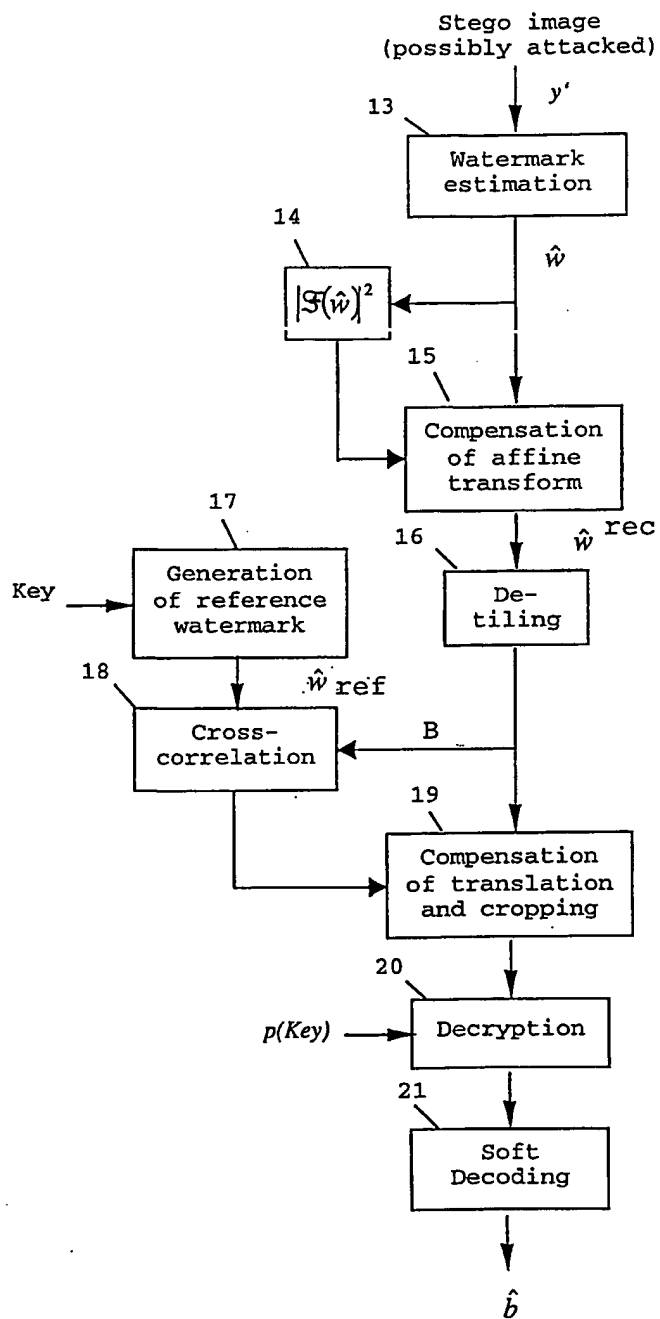 Stego image
(possibly attacked)
y'
13
Watermark
estimation
ŵ
14
|𝔉(ŵ)|²
15
Compensation
of affine
transform
ŵ rec
16
De-
tiling
17
Key
Generation
of reference
watermark
ŵ ref
18
Cross-
correlation
B
19
Compensation
of translation
and cropping
20
p(Key)
Decryption
21
Soft
Decoding
b̂